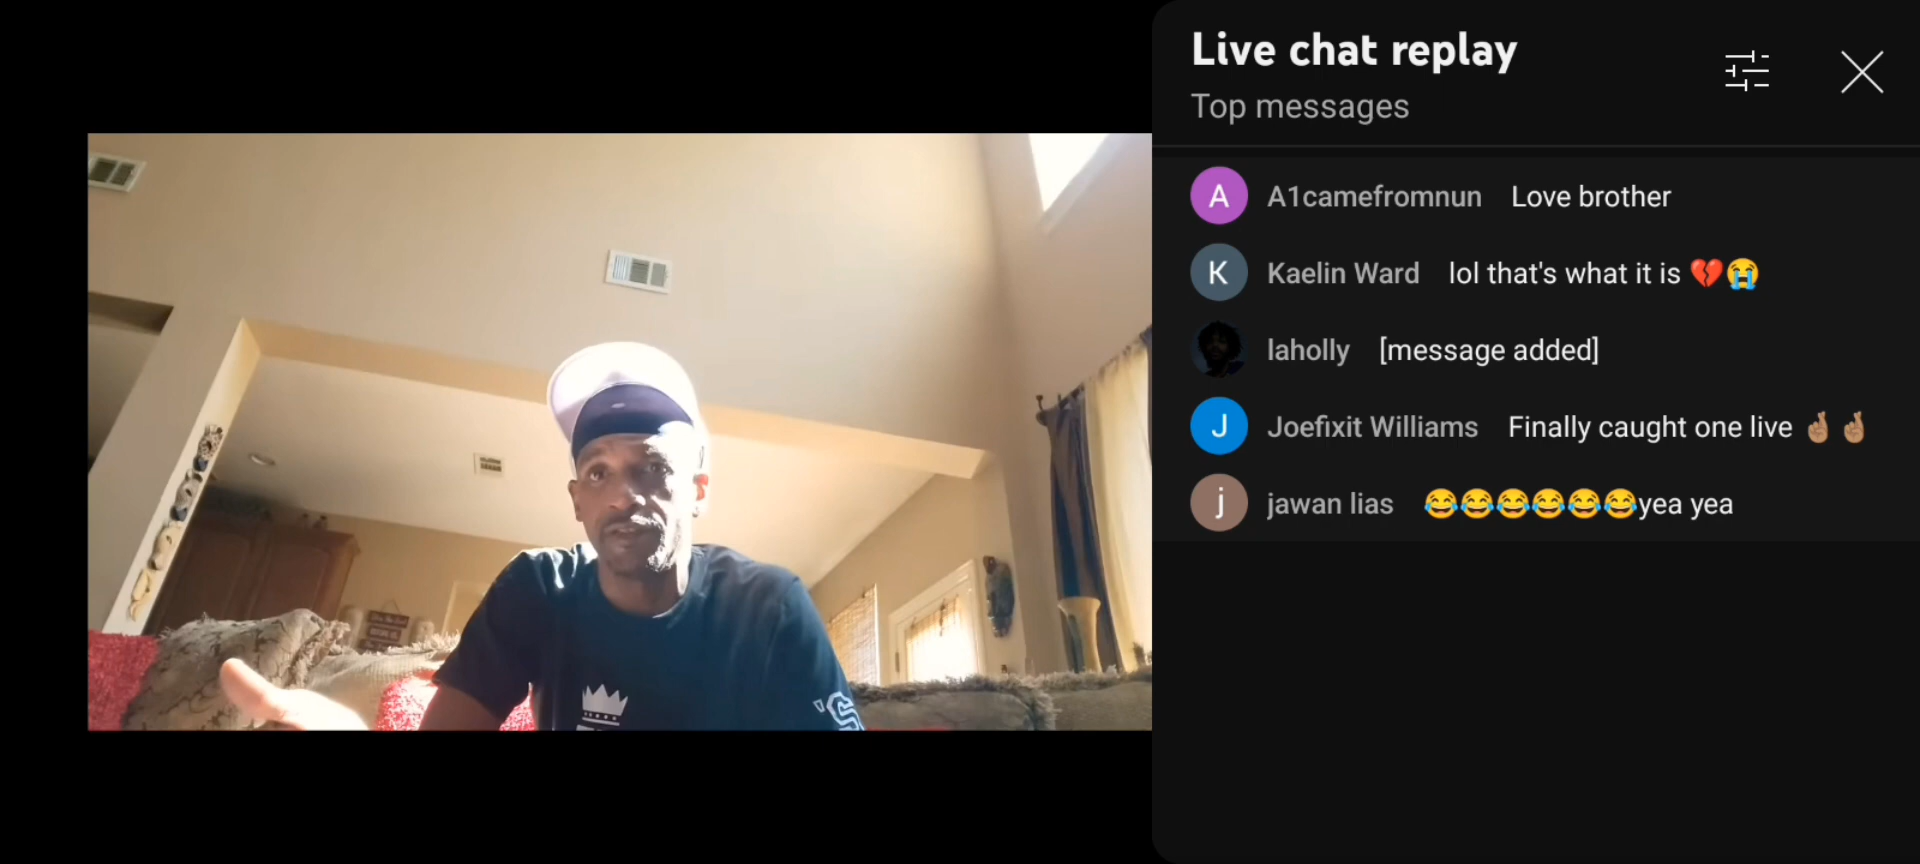 Live chat replay
Top messages
A A1camefromnun Love brother
K Kaelin Ward lol that's what it is 💔😭
laholly [message added]
J Joefixit Williams Finally caught one live 🤞🏽🤞🏽
j jawan lias 😂😂😂😂😂😂yea yea
'S